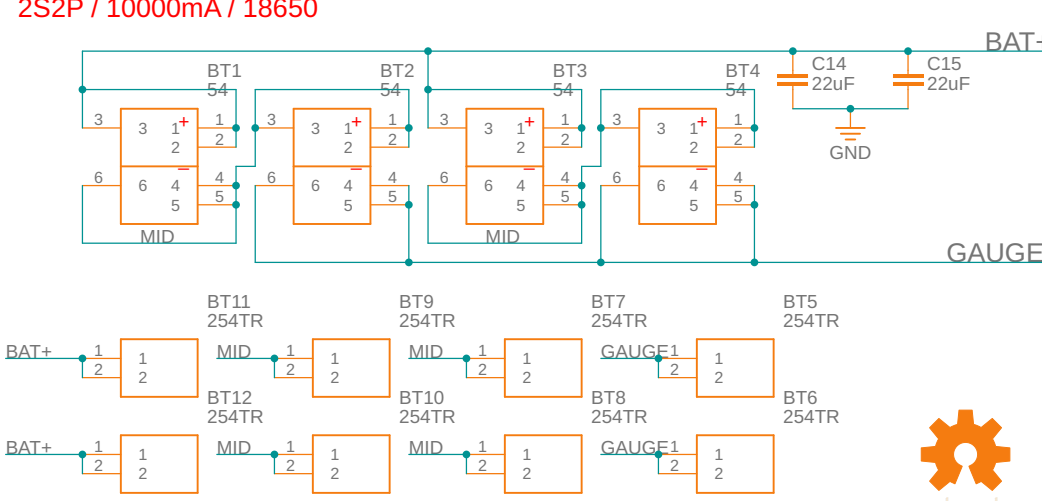 2S2P / 10000mA / 18650
BAT+
BT1 BT2 BT3 BT4 C14 C15
54 54 54 54 22uF 22uF
3 3 1 + 1 3 3 1 + 1 3 3 1 + 1 3 3 1 + 1
2 2 2 2 2 2 2 2
GND
6 6 − 4 4 6 6 − 4 4 6 6 − 4 4 6 6 − 4 4
5 5 5 5 5 5 5 5
MID MID
GAUGE
BT11 BT9 BT7 BT5
254TR 254TR 254TR 254TR
BAT+ 1 1 MID 1 1 MID 1 1 GAUGE 1 1
2 2 2 2 2 2 2 2
BT12 BT10 BT8 BT6
254TR 254TR 254TR 254TR
BAT+ 1 1 MID 1 1 MID 1 1 GAUGE 1 1
2 2 2 2 2 2 2 2